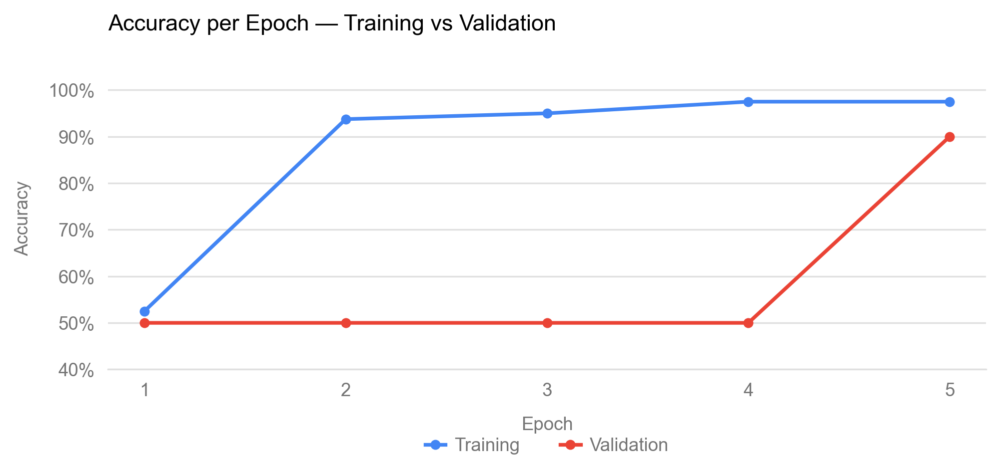 Accuracy per Epoch — Training vs Validation
100%
90%
80%
70%
60%
50%
40%
Accuracy
1 2 3 4 5
Epoch
Training Validation